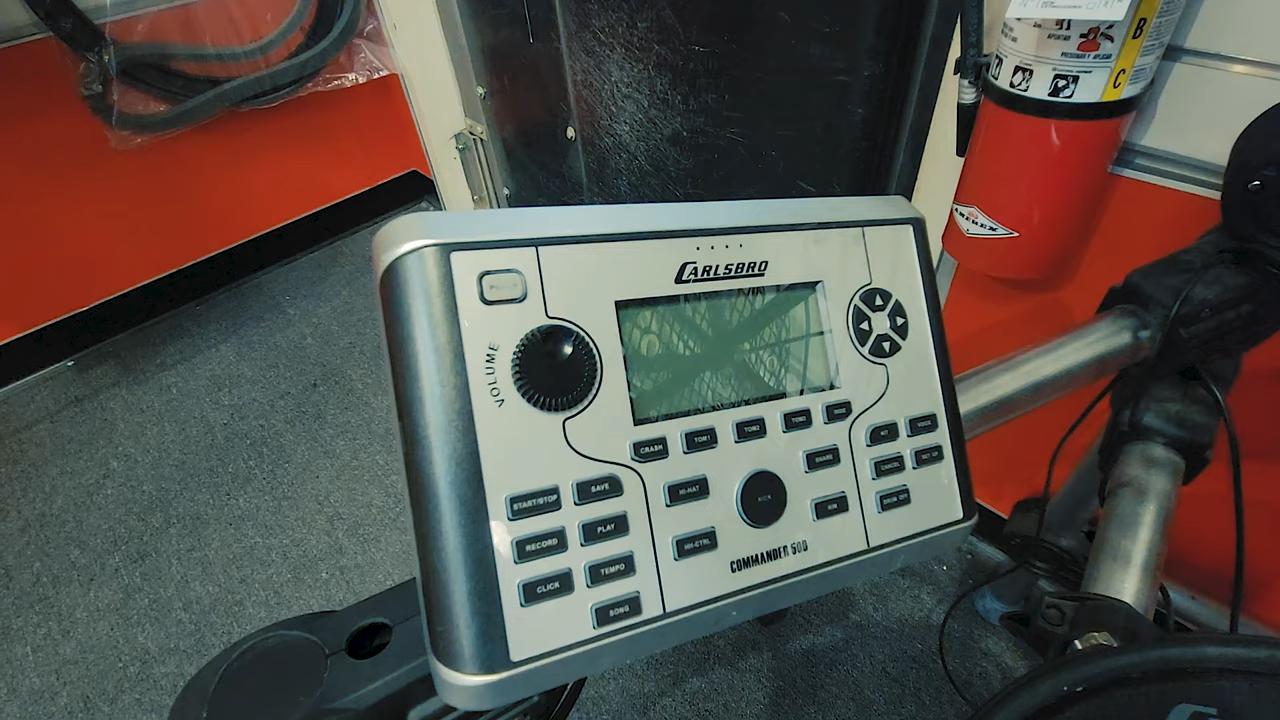 B
C
AMEREX
CARLSBRO
VOLUME
CRASH
TOM1
TOM2
TOM3
RIDE
KIT
VOICE
START/STOP
SAVE
HI-HAT
KICK
SNARE
CANCEL
SET UP
RECORD
PLAY
HH-CTRL
RIM
DRUM OFF
CLICK
TEMPO
SONG
COMMANDER 500